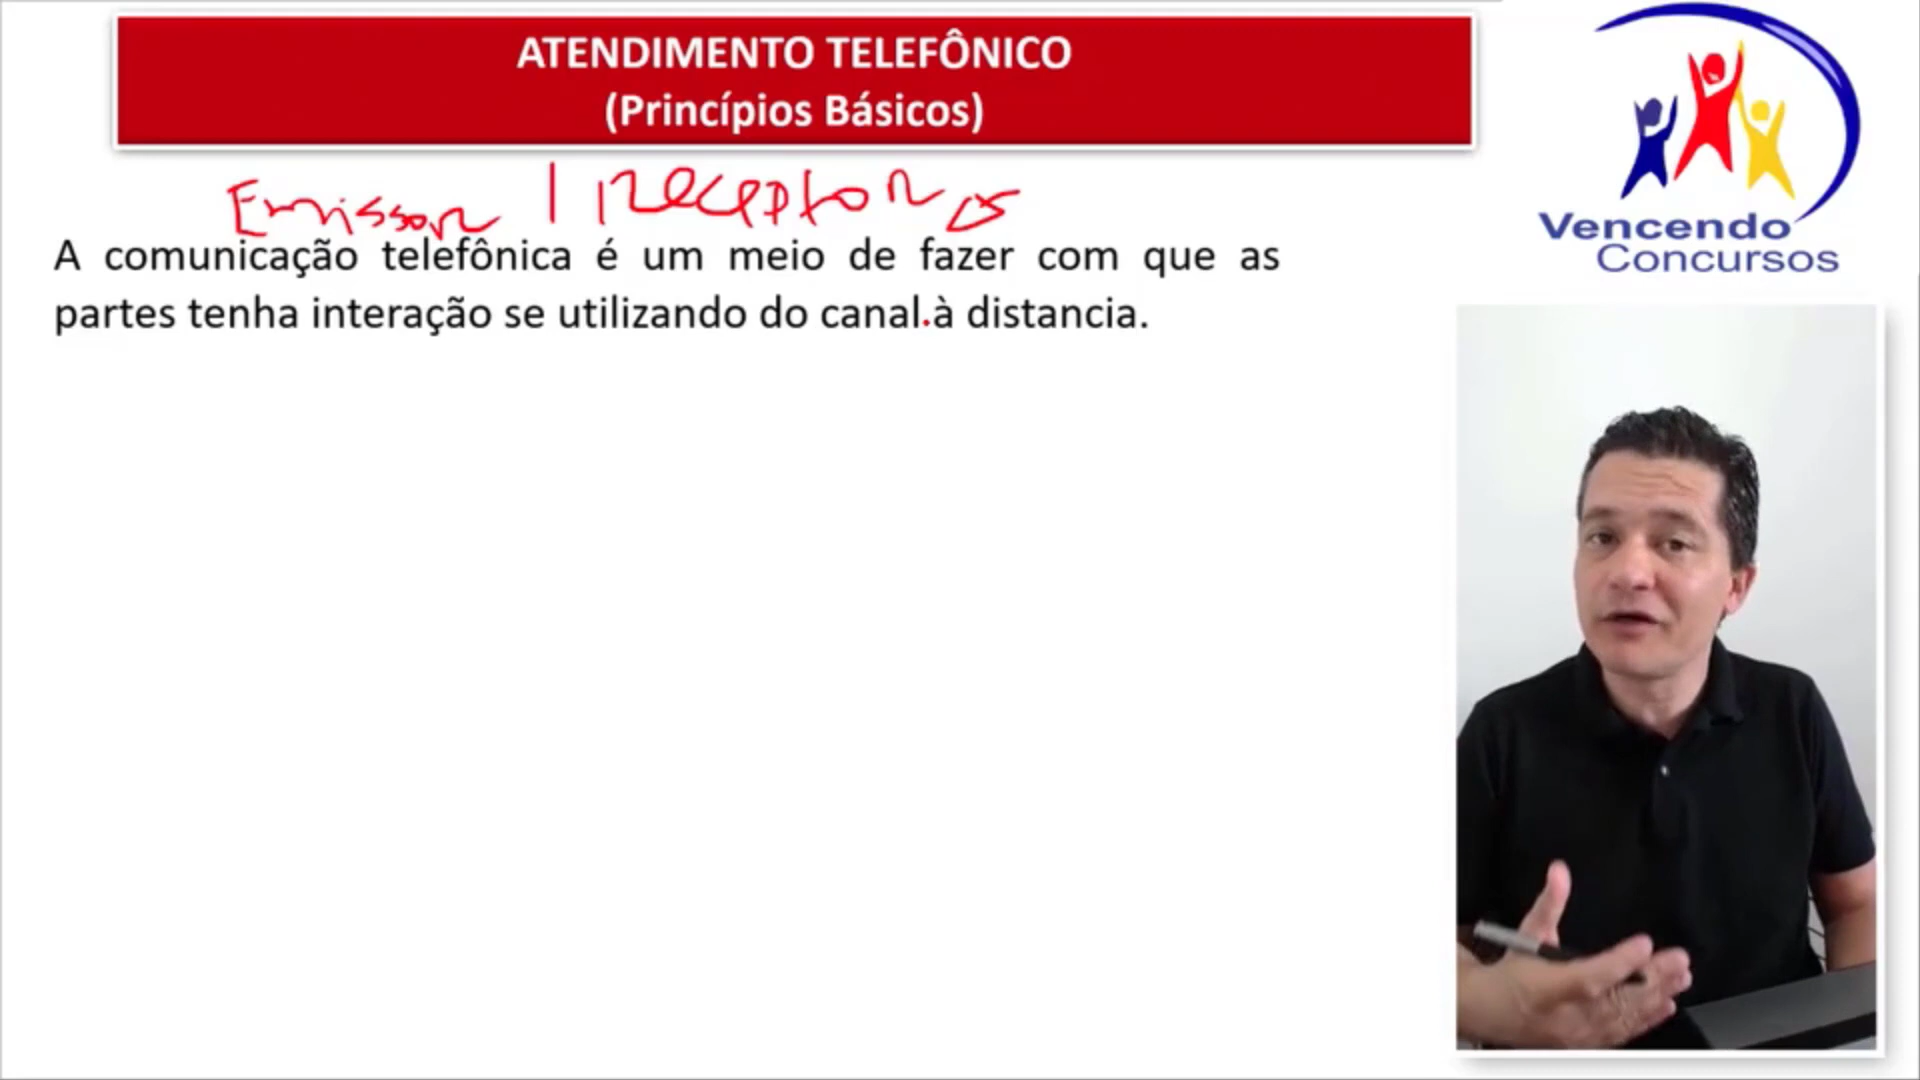 ATENDIMENTO TELEFÔNICO
(Princípios Básicos)
Emissor | Receptor
A comunicação telefônica é um meio de fazer com que as
partes tenha interação se utilizando do canal à distancia.
Vencendo
Concursos